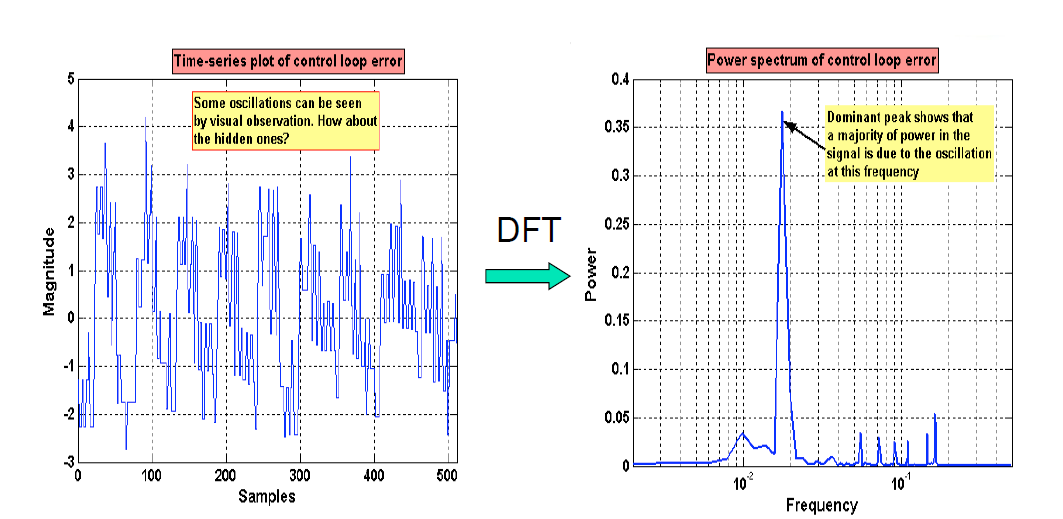 Time-series plot of control loop error
Some oscillations can be seen
by visual observation. How about
the hidden ones?
5
4
3
2
1
0
-1
-2
-3
Magnitude
0
100
200
300
400
500
Samples
DFT
Power spectrum of control loop error
Dominant peak shows that
a majority of power in the
signal is due to the oscillation
at this frequency
0.4
0.35
0.3
0.25
0.2
0.15
0.1
0.05
0
Power
10⁻²
10⁻¹
Frequency